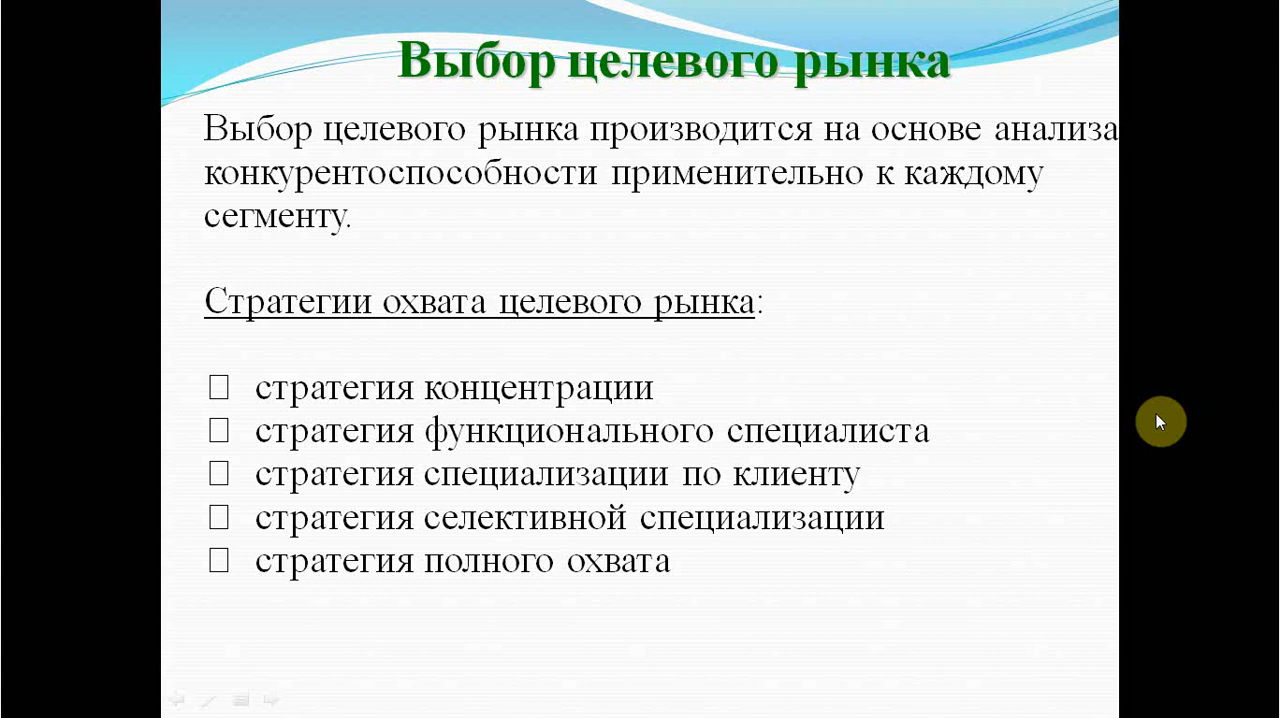 Выбор целевого рынка
Выбор целевого рынка производится на основе анализа
конкурентоспособности применительно к каждому
сегменту.
Стратегии охвата целевого рынка:
стратегия концентрации
стратегия функционального специалиста
стратегия специализации по клиенту
стратегия селективной специализации
стратегия полного охвата